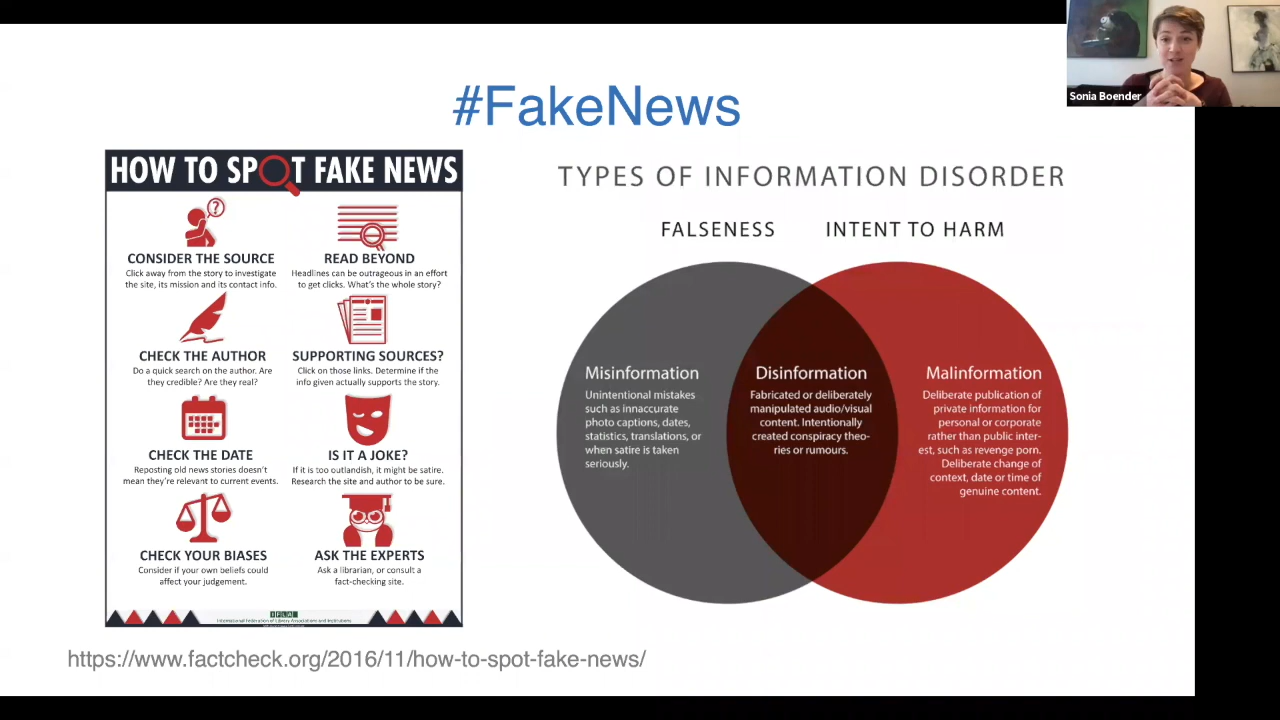 #FakeNews
HOW TO SPOT FAKE NEWS
CONSIDER THE SOURCE
Click away from the story to investigate
the site, its mission and its contact info.
READ BEYOND
Headlines can be outrageous in an effort
to get clicks. What's the whole story?
CHECK THE AUTHOR
Do a quick search on the author. Are
they credible? Are they real?
SUPPORTING SOURCES?
Click on those links. Determine if the
info given actually supports the story.
CHECK THE DATE
Reposting old news stories doesn't
mean they're relevant to current events.
IS IT A JOKE?
If it is too outlandish, it might be satire.
Research the site and author to be sure.
CHECK YOUR BIASES
Consider if your own beliefs could
affect your judgement.
ASK THE EXPERTS
Ask a librarian, or consult a
fact-checking site.
IFLA
International Federation of Library Associations and Institutions
TYPES OF INFORMATION DISORDER
FALSENESS
INTENT TO HARM
Misinformation
Unintentional mistakes
such as innaccurate
photo captions, dates,
statistics, translations, or
when satire is taken
seriously.
Disinformation
Fabricated or deliberately
manipulated audio/visual
content. Intentionally
created conspiracy theo-
ries or rumours.
Malinformation
Deliberate publication of
private information for
personal or corporate
rather than public inter-
est, such as revenge porn.
Deliberate change of
context, date or time of
genuine content.
https://www.factcheck.org/2016/11/how-to-spot-fake-news/
Sonia Boender